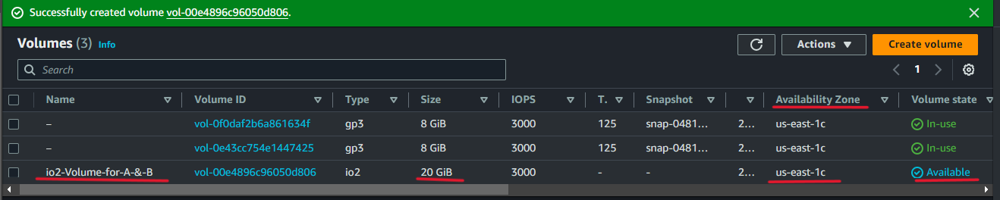 Successfully created volume vol-00e4896c96050d806.
Volumes (3) Info
Actions
Create volume
Search
1
Name Volume ID Type Size IOPS T. Snapshot Availability Zone Volume state
– vol-0f0daf2b6a861634f gp3 8 GiB 3000 125 snap-0481... 2... us-east-1c In-use
– vol-0e43cc754e1447425 gp3 8 GiB 3000 125 snap-0481... 2... us-east-1c In-use
io2-Volume-for-A-&-B vol-00e4896c96050d806 io2 20 GiB 3000 - - 2... us-east-1c Available